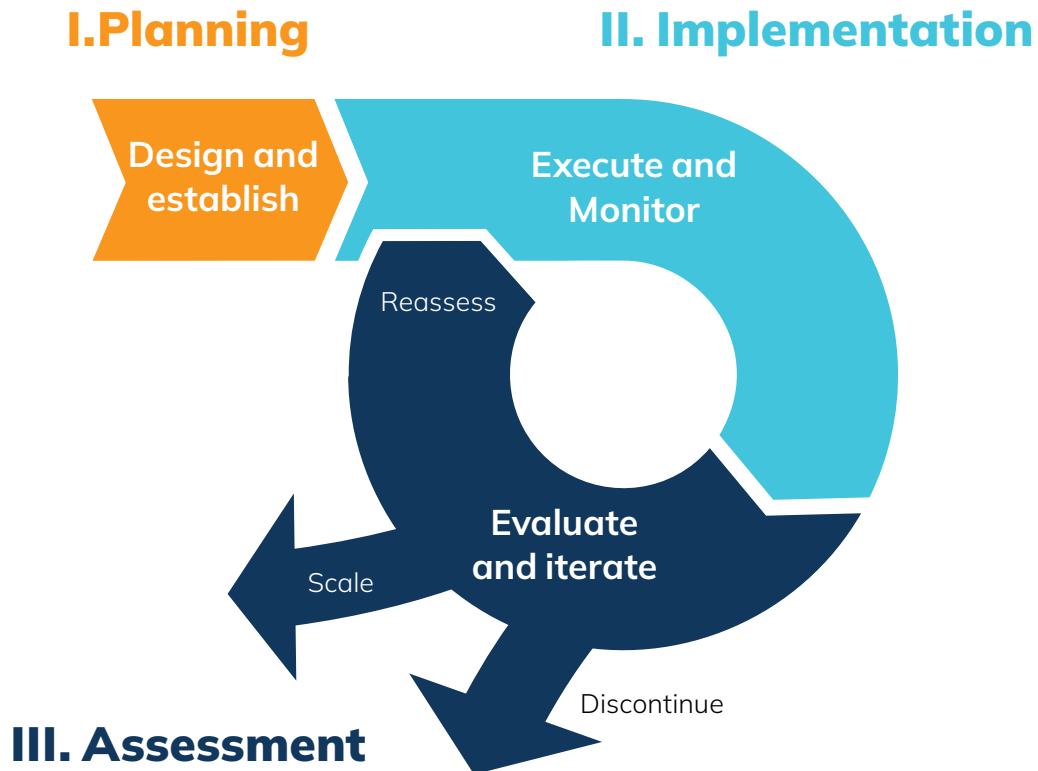 I.Planning
II. Implementation
Design and
establish
Execute and
Monitor
Reassess
Evaluate
and iterate
Scale
Discontinue
III. Assessment